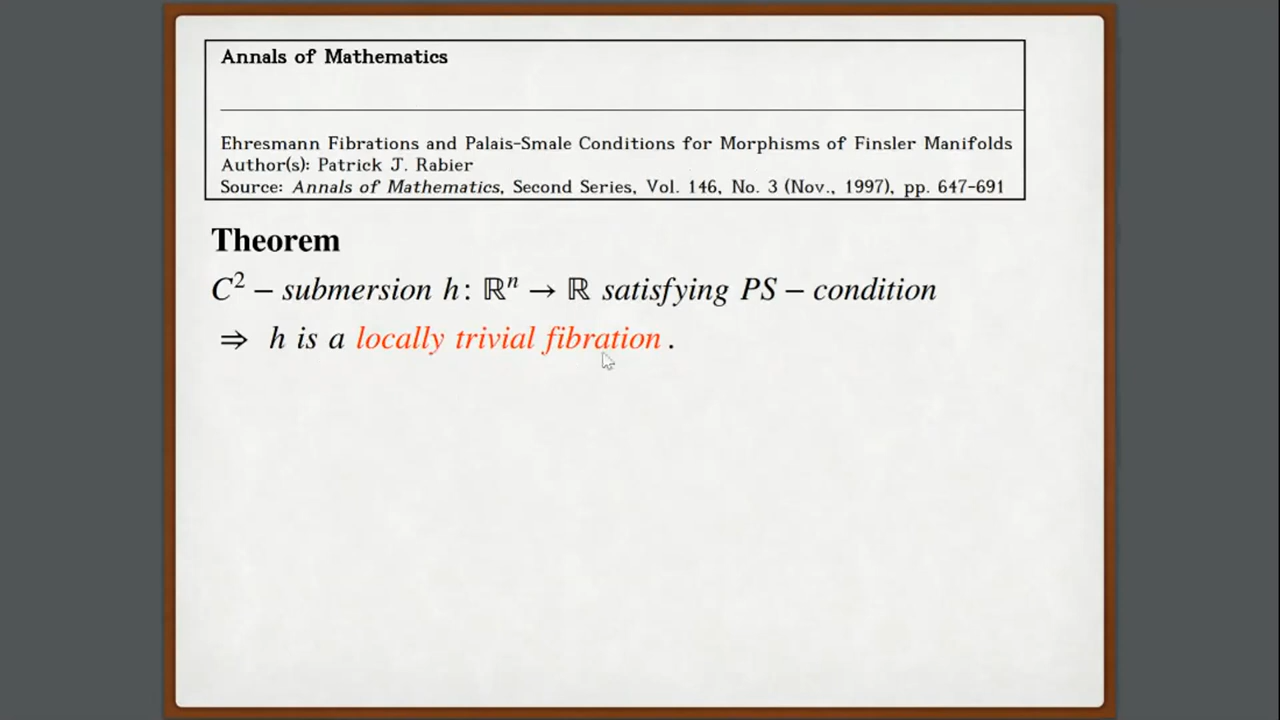 Annals of Mathematics
Ehresmann Fibrations and Palais-Smale Conditions for Morphisms of Finsler Manifolds
Author(s): Patrick J. Rabier
Source: Annals of Mathematics, Second Series, Vol. 146, No. 3 (Nov., 1997), pp. 647-691
Theorem
C² – submersion h: ℝⁿ → ℝ satisfying PS – condition
⇒ h is a locally trivial fibration .